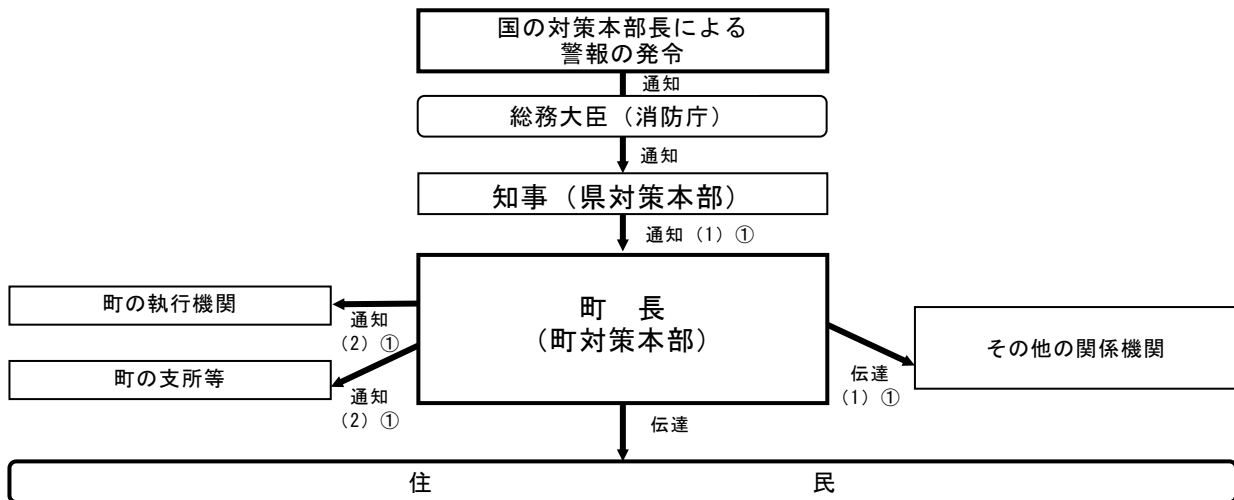 国の対策本部長による
警報の発令
通知
総務大臣（消防庁）
通知
知事（県対策本部）
通知（1）①
町の執行機関
通知
（2）①
町の支所等
通知
（2）①
町　長
（町対策本部）
その他の関係機関
伝達
（1）①
伝達
住　民